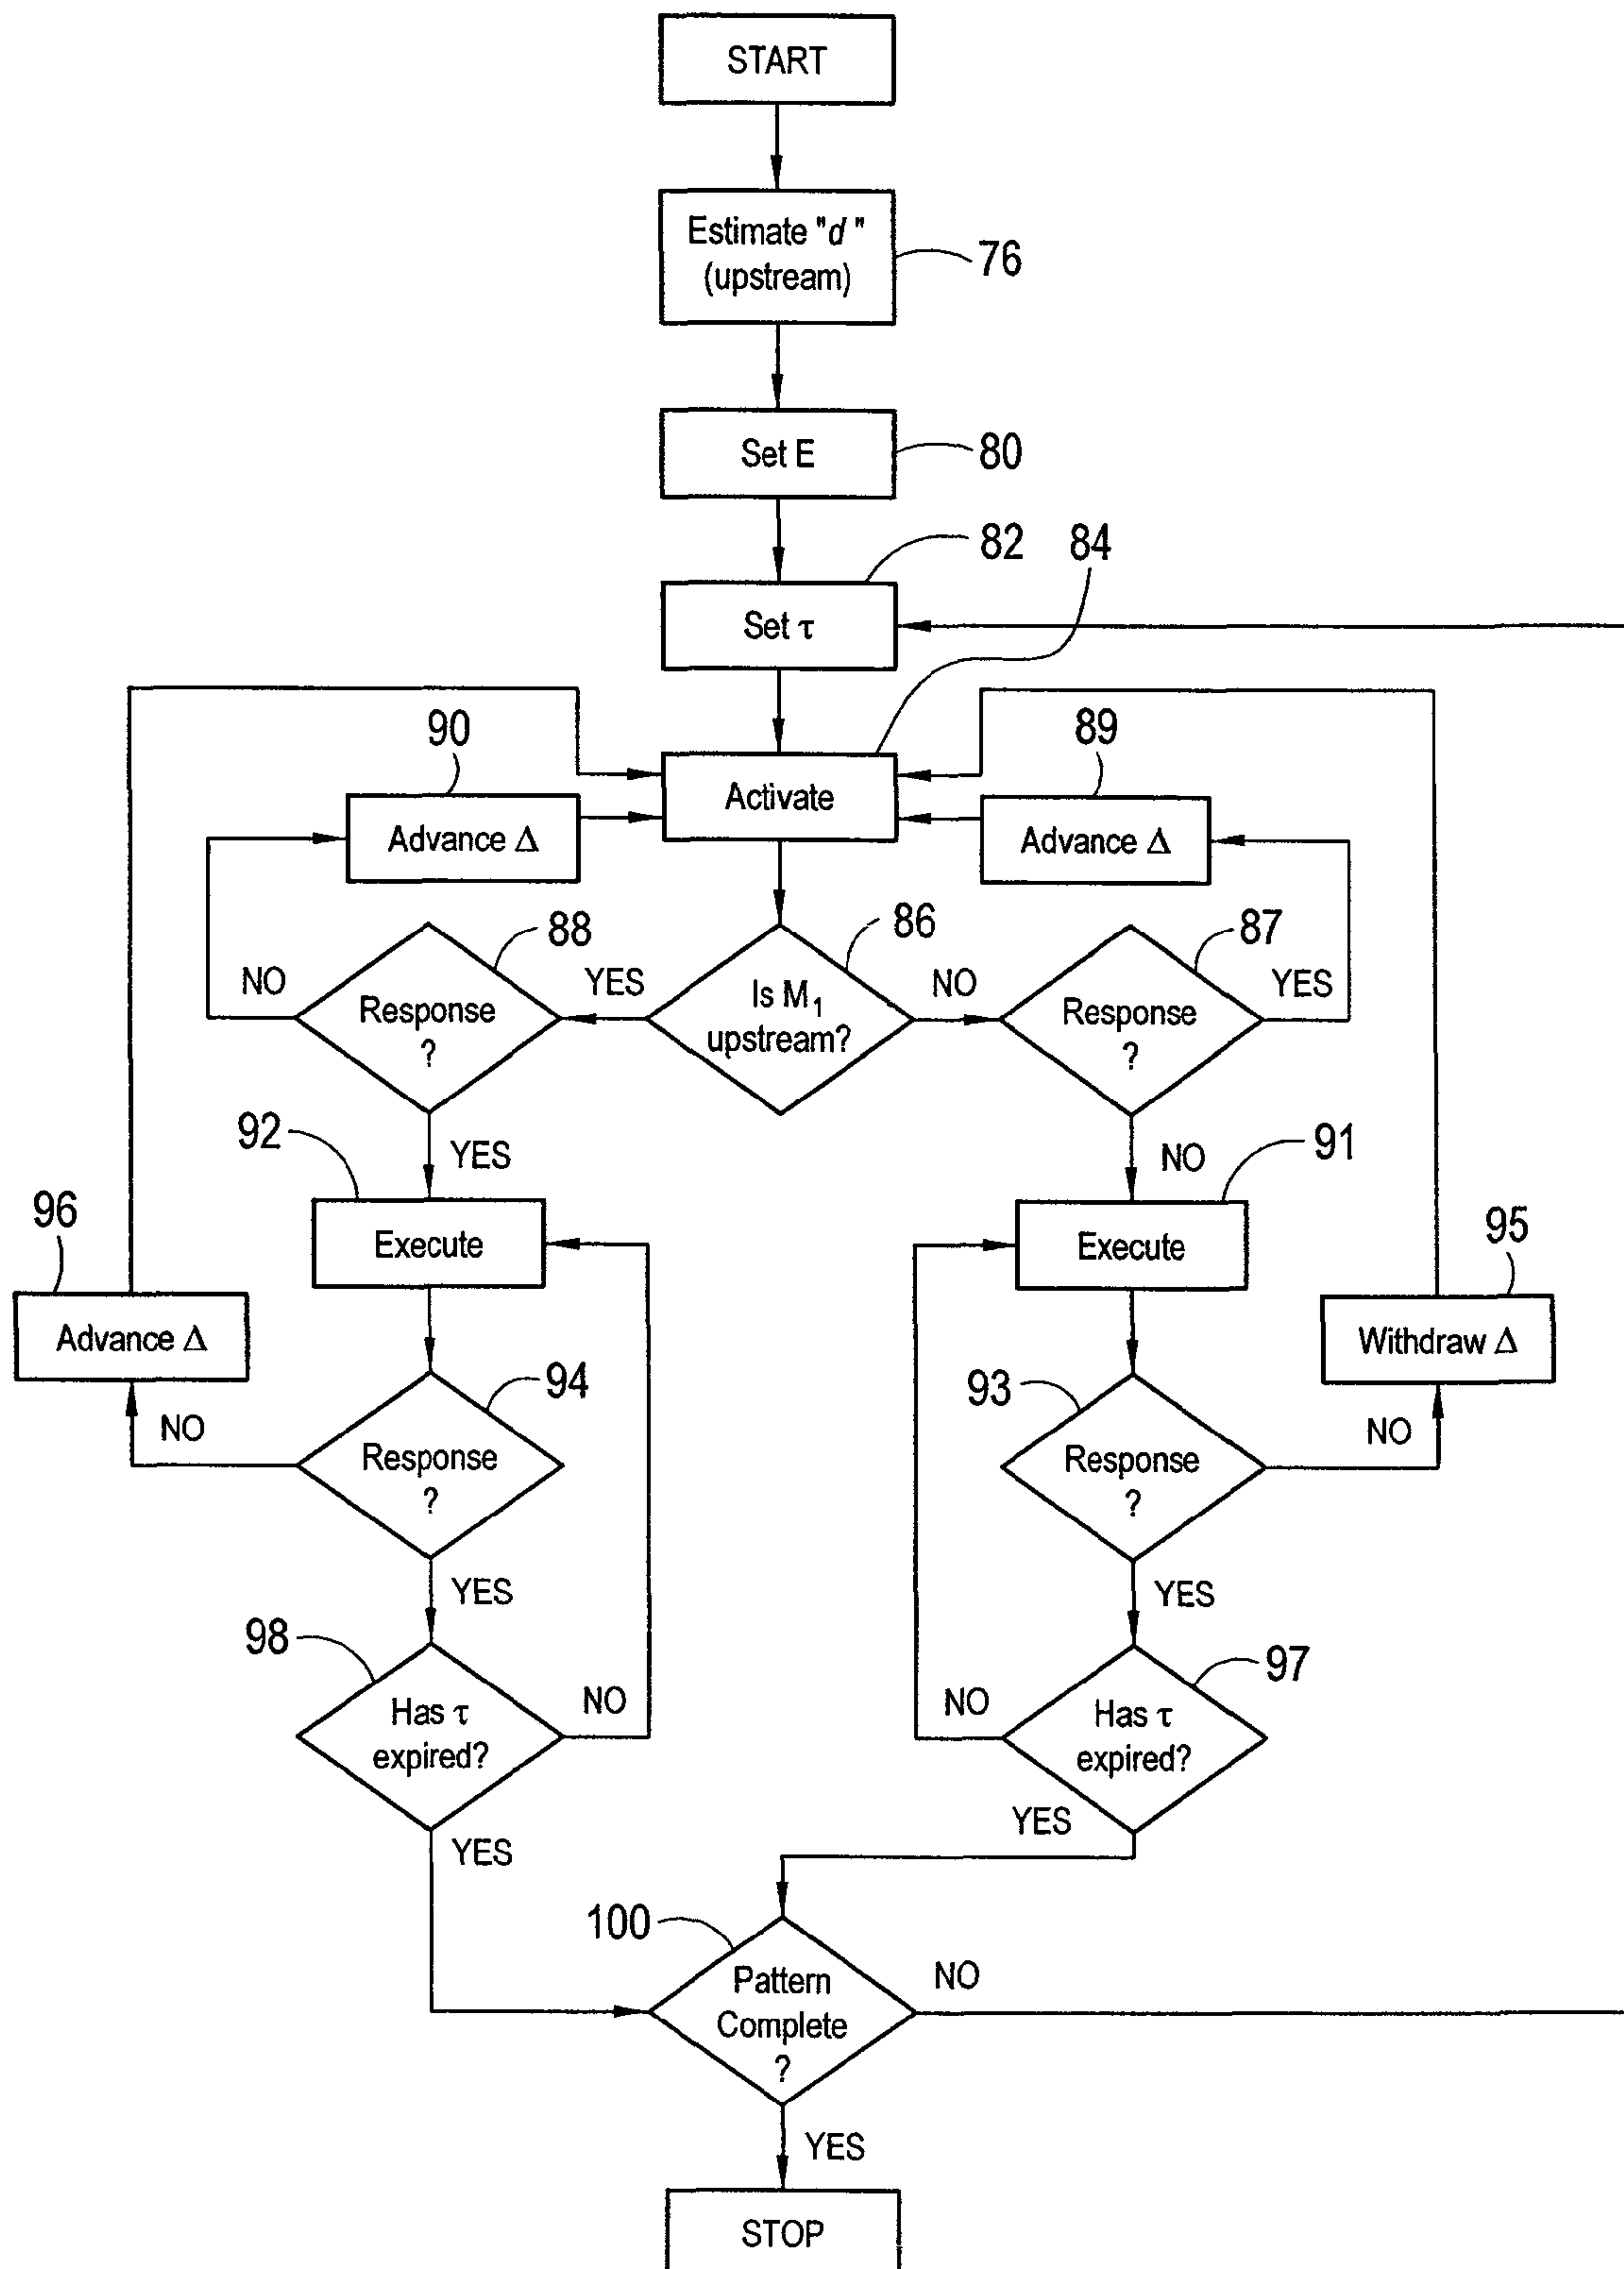 START
Estimate "d"
(upstream)
76
Set E
80
82
84
Set τ
90
89
Activate
Advance Δ
Advance Δ
88
86
87
NO
YES
NO
YES
Response
?
Is M1
upstream?
Response
?
92
YES
NO
91
96
Execute
Execute
95
Advance Δ
Withdraw Δ
94
93
NO
Response
?
Response
?
NO
YES
YES
98
97
Has τ
expired?
NO
NO
Has τ
expired?
YES
YES
100
Pattern
Complete
?
NO
YES
STOP